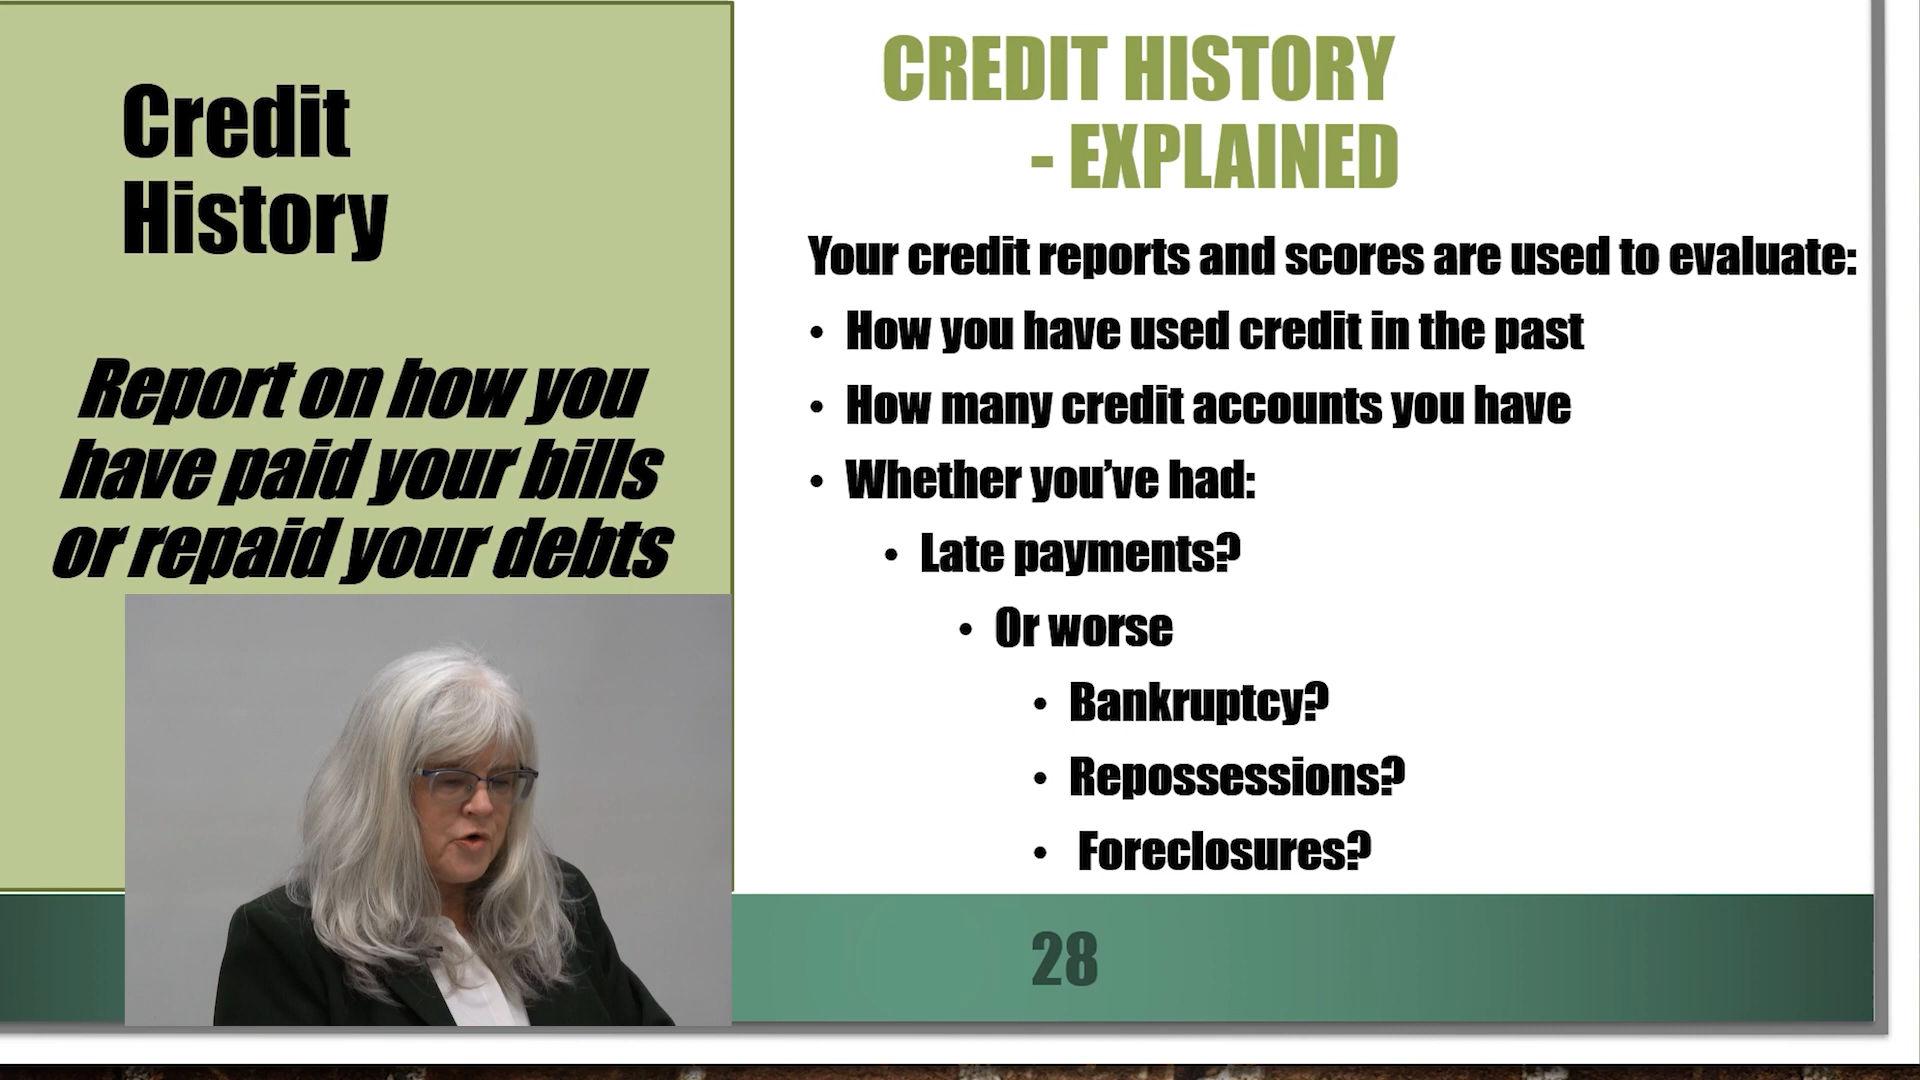 Credit
History
Report on how you
have paid your bills
or repaid your debts
CREDIT HISTORY
- EXPLAINED
Your credit reports and scores are used to evaluate:
• How you have used credit in the past
• How many credit accounts you have
• Whether you’ve had:
• Late payments?
• Or worse
• Bankruptcy?
• Repossessions?
• Foreclosures?
28